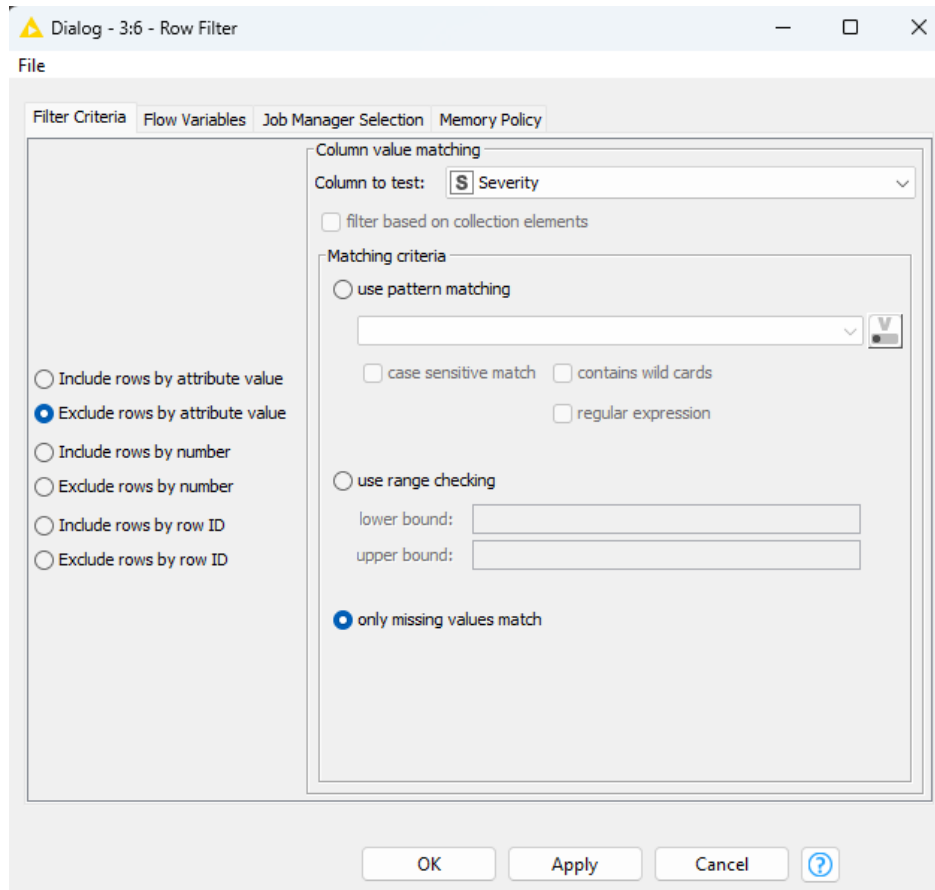 Dialog - 3:6 - Row Filter
File
Filter Criteria
Flow Variables
Job Manager Selection
Memory Policy
Include rows by attribute value
Exclude rows by attribute value
Include rows by number
Exclude rows by number
Include rows by row ID
Exclude rows by row ID
Column value matching
Column to test:
S Severity
filter based on collection elements
Matching criteria
use pattern matching
V
case sensitive match
contains wild cards
regular expression
use range checking
lower bound:
upper bound:
only missing values match
OK
Apply
Cancel
?